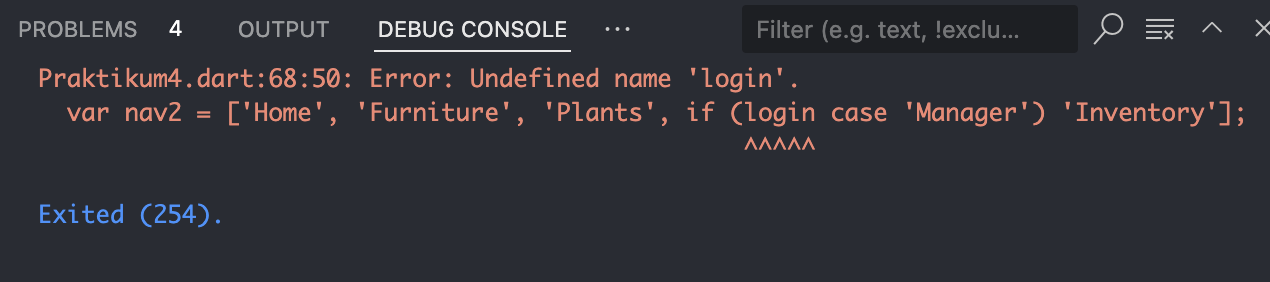 PROBLEMS 4 OUTPUT DEBUG CONSOLE ··· Filter (e.g. text, !exclu...
Praktikum4.dart:68:50: Error: Undefined name 'login'.
var nav2 = ['Home', 'Furniture', 'Plants', if (login case 'Manager') 'Inventory'];
^^^^^
Exited (254).